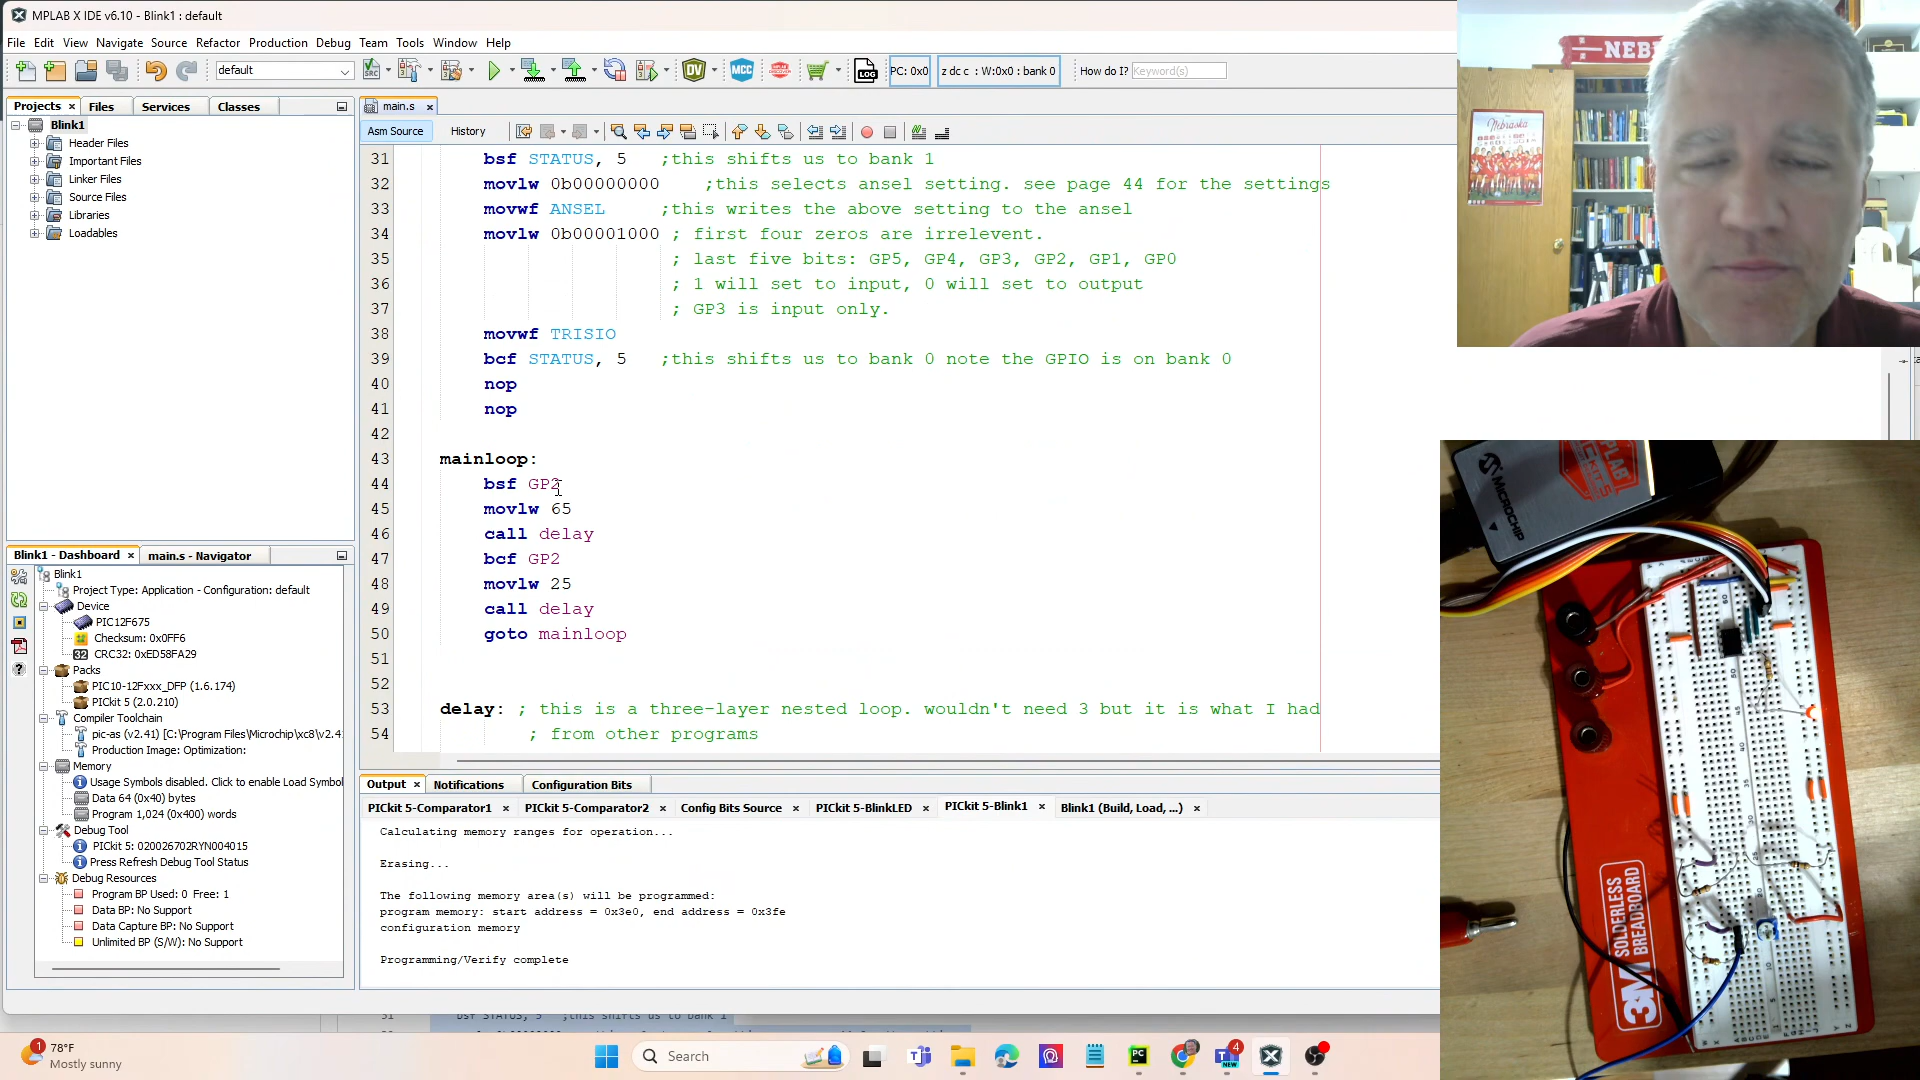 MPLAB X IDE v6.10 - Blink1 : default
File Edit View Navigate Source Refactor Production Debug Team Tools Window Help
default
PC: 0x0
z dc c : W:0x0 : bank 0
How do I? Keyword(s)
Projects Files Services Classes
Blink1
Header Files
Important Files
Linker Files
Source Files
Libraries
Loadables
main.s
Asm Source History
31 bsf STATUS, 5 ;this shifts us to bank 1
32 movlw 0b00000000 ;this selects ansel setting. see page 44 for the settings
33 movwf ANSEL ;this writes the above setting to the ansel
34 movlw 0b00001000 ; first four zeros are irrelevent.
35 ; last five bits: GP5, GP4, GP3, GP2, GP1, GP0
36 ; 1 will set to input, 0 will set to output
37 ; GP3 is input only.
38 movwf TRISIO
39 bcf STATUS, 5 ;this shifts us to bank 0 note the GPIO is on bank 0
40 nop
41 nop
42
43 mainloop:
44 bsf GP2
45 movlw 65
46 call delay
47 bcf GP2
48 movlw 25
49 call delay
50 goto mainloop
51
52
53 delay: ; this is a three-layer nested loop. wouldn't need 3 but it is what I had
54 ; from other programs
Blink1 - Dashboard main.s - Navigator
Blink1
Project Type: Application - Configuration: default
Device
PIC12F675
Checksum: 0x0FF6
CRC32: 0xED58FA29
Packs
PIC10-12Fxxx_DFP (1.6.174)
PICkit 5 (2.0.210)
Compiler Toolchain
pic-as (v2.41) [C:\Program Files\Microchip\xc8\v2.4
Production Image: Optimization:
Memory
Usage Symbols disabled. Click to enable Load Symbol
Data 64 (0x40) bytes
Program 1,024 (0x400) words
Debug Tool
PICkit 5: 020026702RYN004015
Press Refresh Debug Tool Status
Debug Resources
Program BP Used: 0 Free: 1
Data BP: No Support
Data Capture BP: No Support
Unlimited BP (S/W): No Support
Output Notifications Configuration Bits
PICkit 5-Comparator1 PICkit 5-Comparator2 Config Bits Source PICkit 5-BlinkLED PICkit 5-Blink1 Blink1 (Build, Load, ...)
Calculating memory ranges for operation...
Erasing...
The following memory area(s) will be programmed:
program memory: start address = 0x3e0, end address = 0x3fe
configuration memory
Programming/Verify complete
NEB
Nebraska
MICROCHIP
MPLAB
3M SOLDERLESS
BREADBOARD
78°F
Mostly sunny
Search